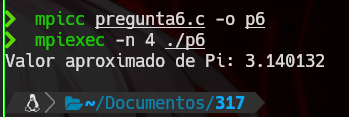 ❯ mpicc pregunta6.c -o p6
❯ mpiexec -n 4 ./p6
Valor aproximado de Pi: 3.140132
~/Documentos/317